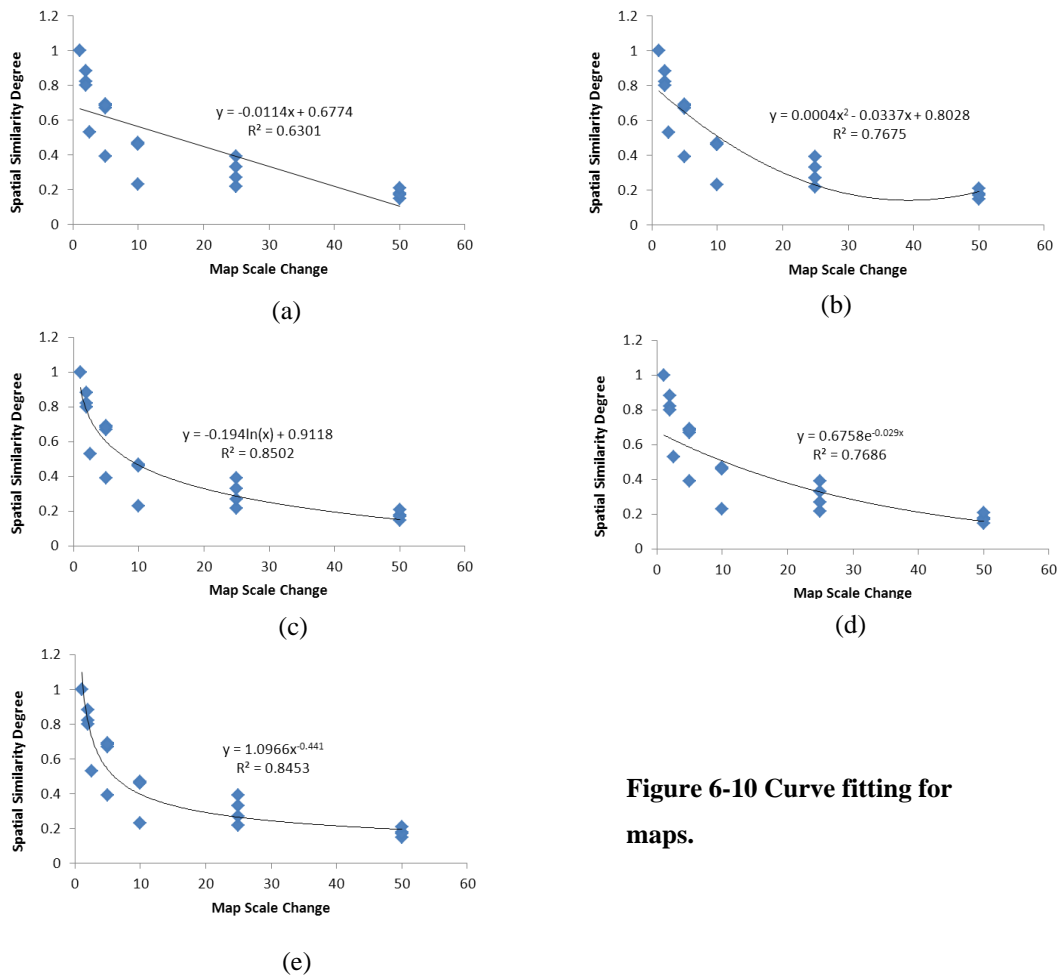 1.2
1
0.8
0.6
0.4
0.2
0
Spatial Similarity Degree
y = -0.0114x + 0.6774
R² = 0.6301
0 10 20 30 40 50 60
Map Scale Change
(a)
1.2
1
0.8
0.6
0.4
0.2
0
Spatial Similarity Degree
y = 0.0004x² - 0.0337x + 0.8028
R² = 0.7675
0 10 20 30 40 50 60
Map Scale Change
(b)
1.2
1
0.8
0.6
0.4
0.2
0
Spatial Similarity Degree
y = -0.194ln(x) + 0.9118
R² = 0.8502
0 10 20 30 40 50 60
Map Scale Change
(c)
1.2
1
0.8
0.6
0.4
0.2
0
Spatial Similarity Degree
y = 0.6758e^-0.029x
R² = 0.7686
0 10 20 30 40 50 60
Map Scale Change
(d)
1.2
1
0.8
0.6
0.4
0.2
0
Spatial Similarity Degree
y = 1.0966x^-0.441
R² = 0.8453
0 10 20 30 40 50 60
Map Scale Change
(e)
Figure 6-10 Curve fitting for
maps.